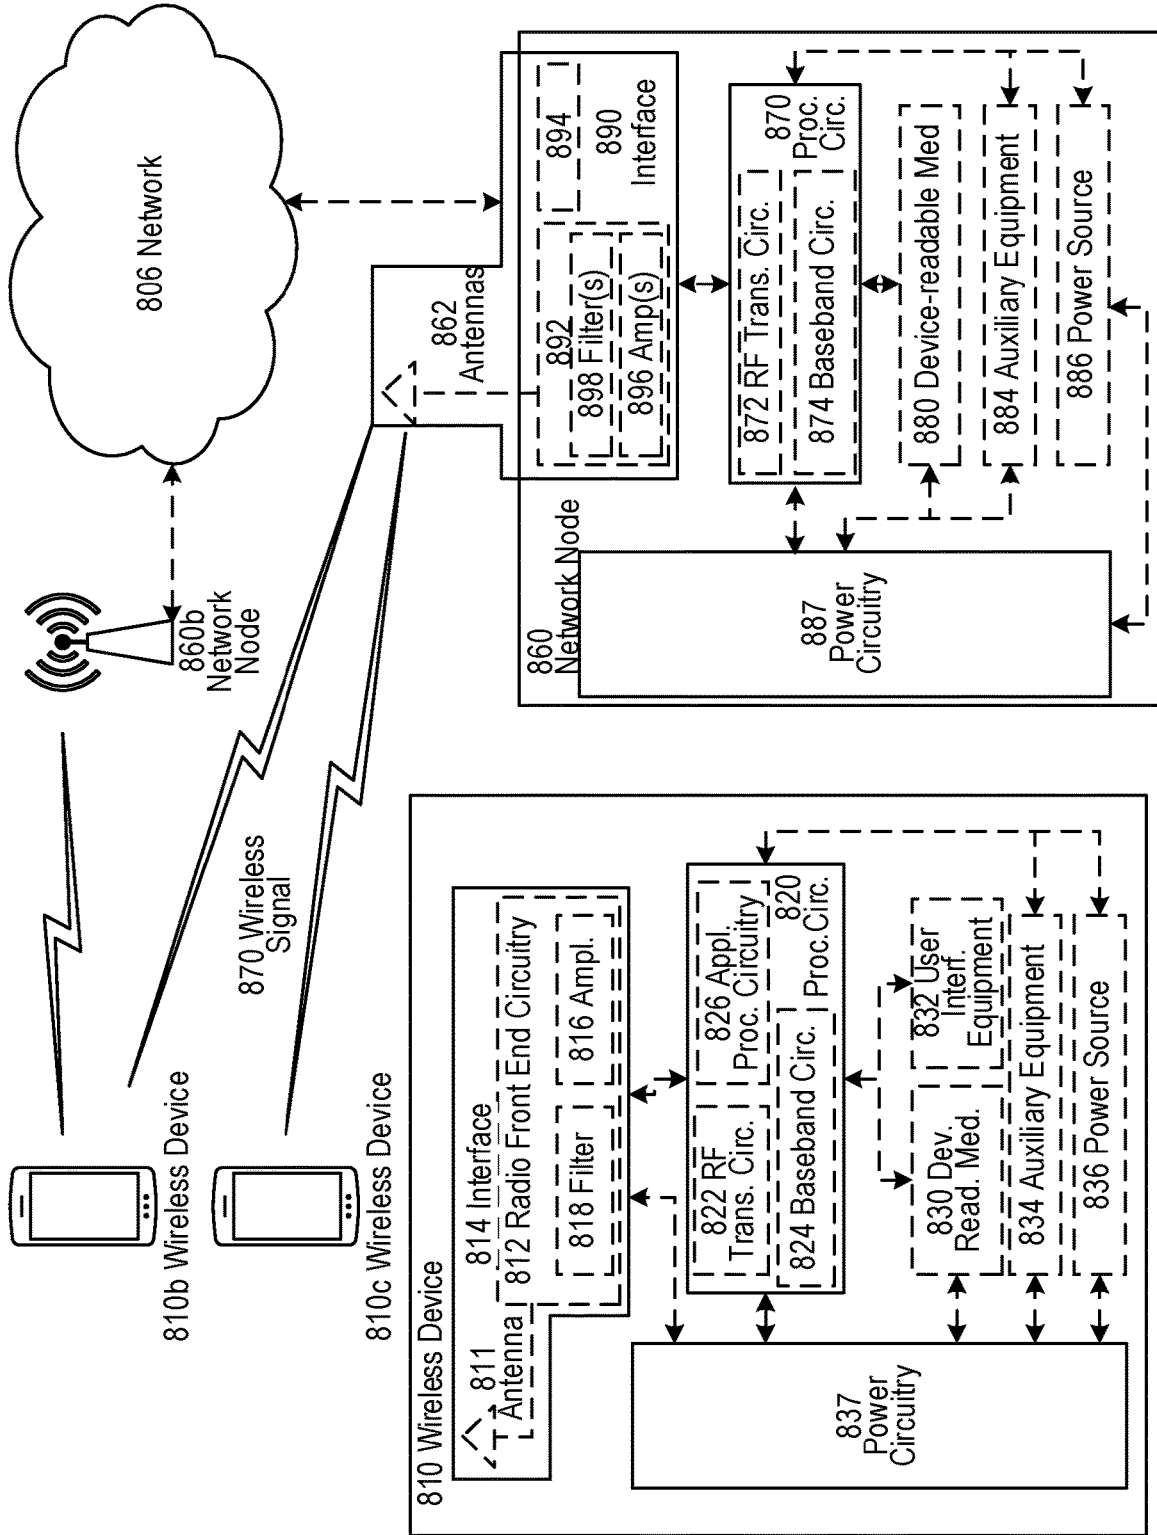 806 Network
860b
Network
Node
870 Wireless
Signal
810b Wireless Device
810c Wireless Device
810 Wireless Device
811
Antenna
814 Interface
812 Radio Front End Circuitry
818 Filter
816 Ampl.
820
Proc.Circ.
822 RF
Trans. Circ.
826 Appl.
Proc. Circuitry
824 Baseband Circ.
830 Dev.
Read. Med.
832 User
Interf.
Equipment
834 Auxiliary Equipment
836 Power Source
837
Power
Circuitry
860
Network Node
862
Antennas
892
898 Filter(s)
896 Amp(s)
894
890
Interface
870
Proc.
Circ.
872 RF Trans. Circ.
874 Baseband Circ.
880 Device-readable Med
884 Auxiliary Equipment
886 Power Source
887
Power
Circuitry